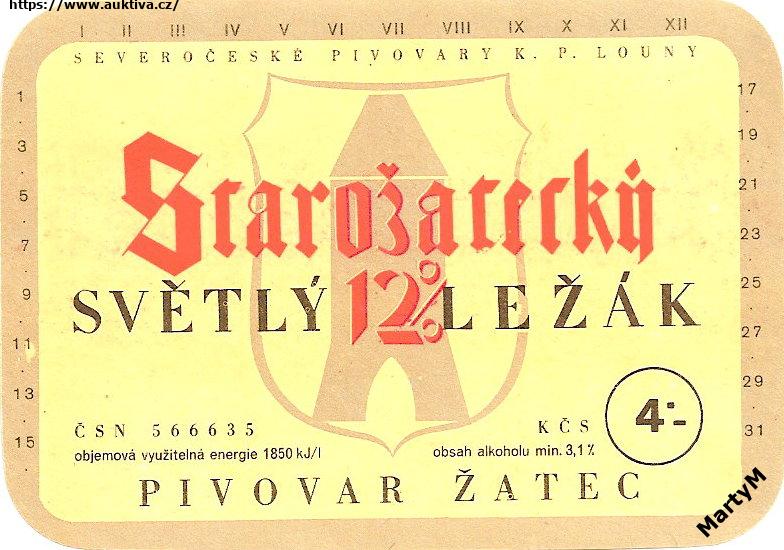 https://www.auktiva.cz/
I II III IV V VI VII VIII IX X XI XII
SEVEROČESKÉ PIVOVARY K. P. LOUNY
1
.
3
.
5
.
7
.
9
.
11
.
13
.
15
17
.
19
.
21
.
23
.
25
.
27
.
29
.
31
Starožatecký
SVĚTLÝ 12% LEŽÁK
ČSN 566635
KČS 4·-
objemová využitelná energie 1850 kJ/l
obsah alkoholu min. 3,1%
PIVOVAR ŽATEC
MartyM